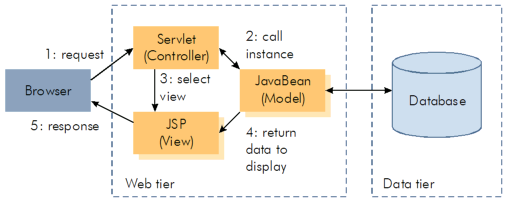 1: request
Servlet
(Controller)
2: call
instance
3: select
view
Browser
JavaBean
(Model)
Database
5: response
JSP
(View)
4: return
data to
display
Web tier
Data tier